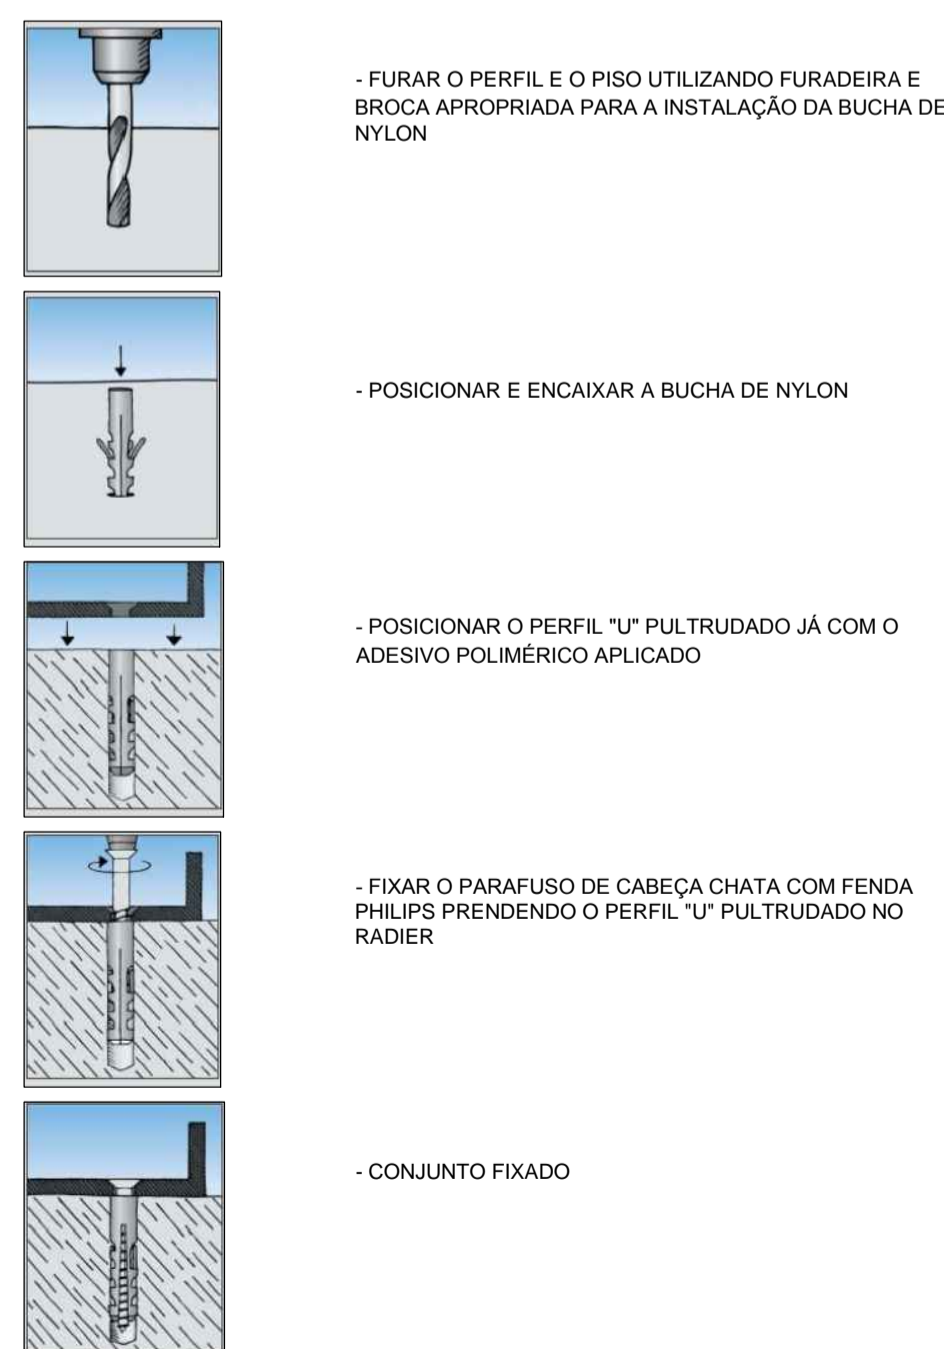 - FURAR O PERFIL E O PISO UTILIZANDO FURADEIRA E
BROCA APROPRIADA PARA A INSTALAÇÃO DA BUCHA DE
NYLON
- POSICIONAR E ENCAIXAR A BUCHA DE NYLON
- POSICIONAR O PERFIL "U" PULTRUDADO JÁ COM O
ADESIVO POLIMÉRICO APLICADO
- FIXAR O PARAFUSO DE CABEÇA CHATA COM FENDA
PHILIPS PRENDENDO O PERFIL "U" PULTRUDADO NO
RADIER
- CONJUNTO FIXADO